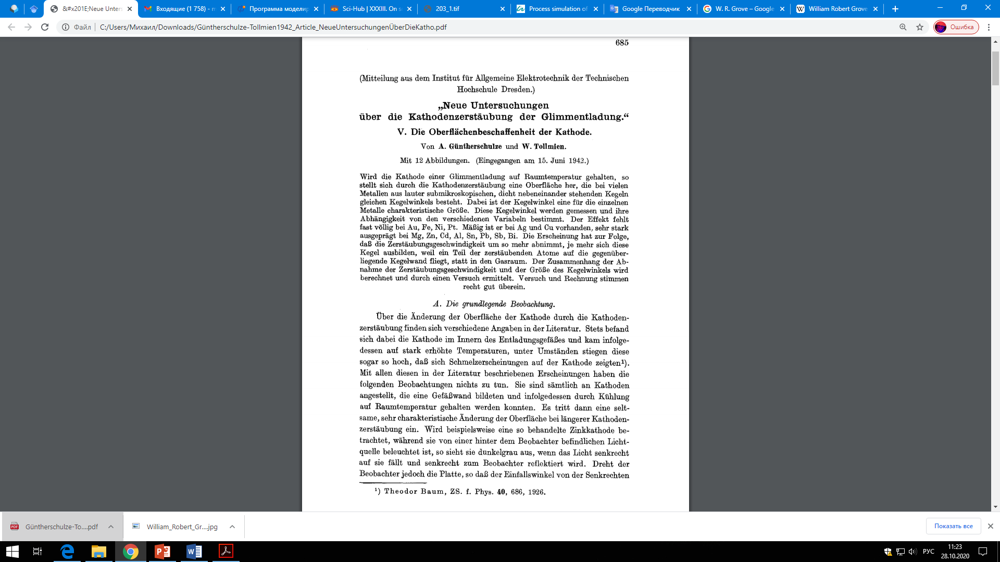 &#x201E;Neue Unters
Входящие (1 758) - m
Программа моделир
Sci-Hub | XXXIII. On s
203_1.tif
Process simulation of
Google Переводчик
W. R. Grove – Google
William Robert Grove
Файл
C:/Users/Михаил/Downloads/Güntherschulze-Tollmien1942_Article_NeueUntersuchungenÜberDieKatho.pdf
Ошибка
685
(Mitteilung aus dem Institut für Allgemeine Elektrotechnik der Technischen
Hochschule Dresden.)
„Neue Untersuchungen
über die Kathodenzerstäubung der Glimmentladung.“
V. Die Oberflächenbeschaffenheit der Kathode.
Von A. Güntherschulze und W. Tollmien.
Mit 12 Abbildungen. (Eingegangen am 15. Juni 1942.)
Wird die Kathode einer Glimmentladung auf Raumtemperatur gehalten, so
stellt sich durch die Kathodenzerstäubung eine Oberfläche her, die bei vielen
Metallen aus lauter submikroskopischen, dicht nebeneinander stehenden Kegeln
gleichen Kegelwinkels besteht. Dabei ist der Kegelwinkel eine für die einzelnen
Metalle charakteristische Größe. Diese Kegelwinkel werden gemessen und ihre
Abhängigkeit von den verschiedenen Variabeln bestimmt. Der Effekt fehlt
fast völlig bei Au, Fe, Ni, Pt. Mäßig ist er bei Ag und Cu vorhanden, sehr stark
ausgeprägt bei Mg, Zn, Cd, Al, Sn, Pb, Sb, Bi. Die Erscheinung hat zur Folge,
daß die Zerstäubungsgeschwindigkeit um so mehr abnimmt, je mehr sich diese
Kegel ausbilden, weil ein Teil der zerstäubenden Atome auf die gegenüber-
liegende Kegelwand fliegt, statt in den Gasraum. Der Zusammenhang der Ab-
nahme der Zerstäubungsgeschwindigkeit und der Größe des Kegelwinkels wird
berechnet und durch einen Versuch ermittelt. Versuch und Rechnung stimmen
recht gut überein.
A. Die grundlegende Beobachtung.
Über die Änderung der Oberfläche der Kathode durch die Kathoden-
zerstäubung finden sich verschiedene Angaben in der Literatur. Stets befand
sich dabei die Kathode im Innern des Entladungsgefäßes und kam infolge-
dessen auf stark erhöhte Temperaturen, unter Umständen stiegen diese
sogar so hoch, daß sich Schmelzerscheinungen auf der Kathode zeigten¹).
Mit allen diesen in der Literatur beschriebenen Erscheinungen haben die
folgenden Beobachtungen nichts zu tun. Sie sind sämtlich an Kathoden
angestellt, die eine Gefäßwand bildeten und infolgedessen durch Kühlung
auf Raumtemperatur gehalten werden konnten. Es tritt dann eine selt-
same, sehr charakteristische Änderung der Oberfläche bei längerer Kathoden-
zerstäubung ein. Wird beispielsweise eine so behandelte Zinkkathode be-
trachtet, während sie von einer hinter dem Beobachter befindlichen Licht-
quelle beleuchtet ist, so sieht sie dunkelgrau aus, wenn das Licht senkrecht
auf sie fällt und senkrecht zum Beobachter reflektiert wird. Dreht der
Beobachter jedoch die Platte, so daß der Einfallswinkel von der Senkrechten
¹) Theodor Baum, ZS. f. Phys. 40, 686, 1926.
Güntherschulze-To....pdf
William_Robert_Gr....jpg
Показать все
РУС
11:23
28.10.2020